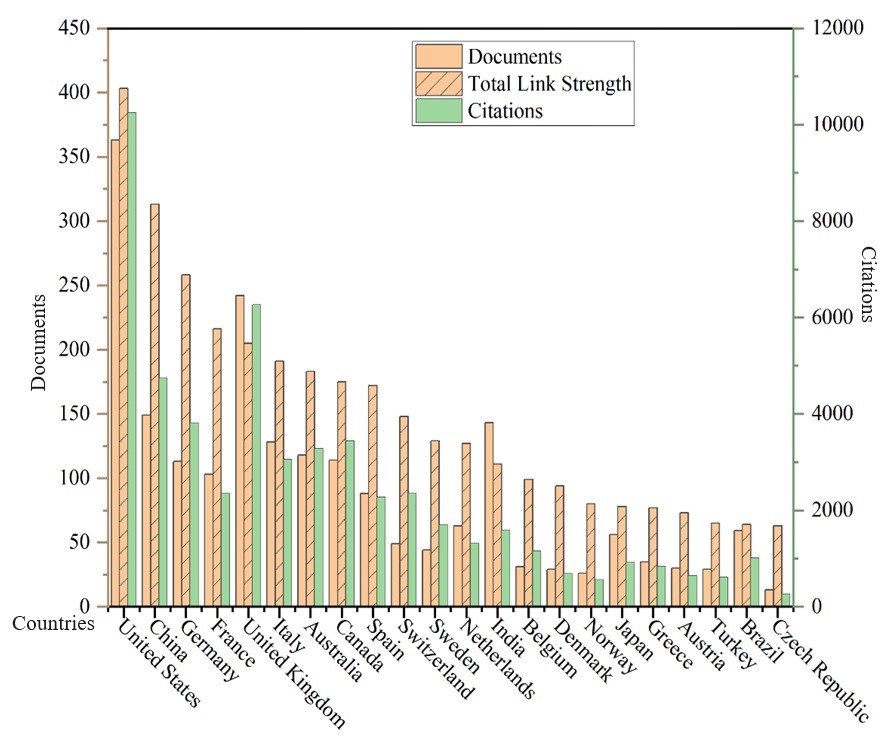 450
400
350
300
250
200
150
100
50
0
Documents
12000
10000
8000
6000
4000
2000
0
Citations
Documents
Total Link Strength
Citations
Countries
United States
China
Germany
France
United Kingdom
Italy
Australia
Canada
Spain
Switzerland
Sweden
Netherlands
India
Belgium
Denmark
Norway
Japan
Greece
Austria
Turkey
Brazil
Czech Republic